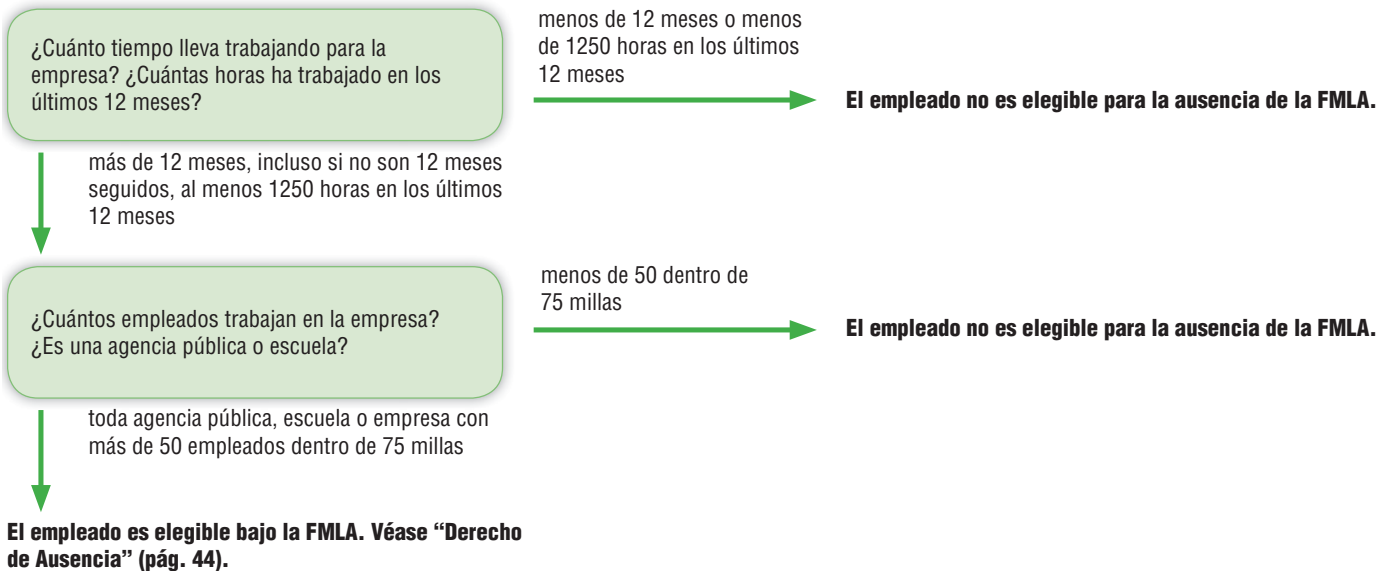 ¿Cuánto tiempo lleva trabajando para la
empresa? ¿Cuántas horas ha trabajado en los
últimos 12 meses?
menos de 12 meses o menos
de 1250 horas en los últimos
12 meses
El empleado no es elegible para la ausencia de la FMLA.
más de 12 meses, incluso si no son 12 meses
seguidos, al menos 1250 horas en los últimos
12 meses
¿Cuántos empleados trabajan en la empresa?
¿Es una agencia pública o escuela?
menos de 50 dentro de
75 millas
El empleado no es elegible para la ausencia de la FMLA.
toda agencia pública, escuela o empresa con
más de 50 empleados dentro de 75 millas
El empleado es elegible bajo la FMLA. Véase “Derecho
de Ausencia” (pág. 44).